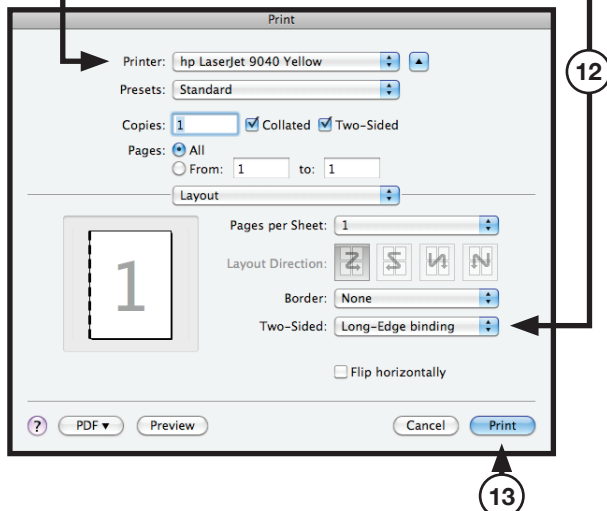 Print
Printer: hp LaserJet 9040 Yellow
Presets: Standard
12
Copies: 1 Collated Two-Sided
Pages: All
From: 1 to: 1
Layout
Pages per Sheet: 1
1
Layout Direction:
Border: None
Two-Sided: Long-Edge binding
Flip horizontally
? PDF▼ Preview Cancel Print
13